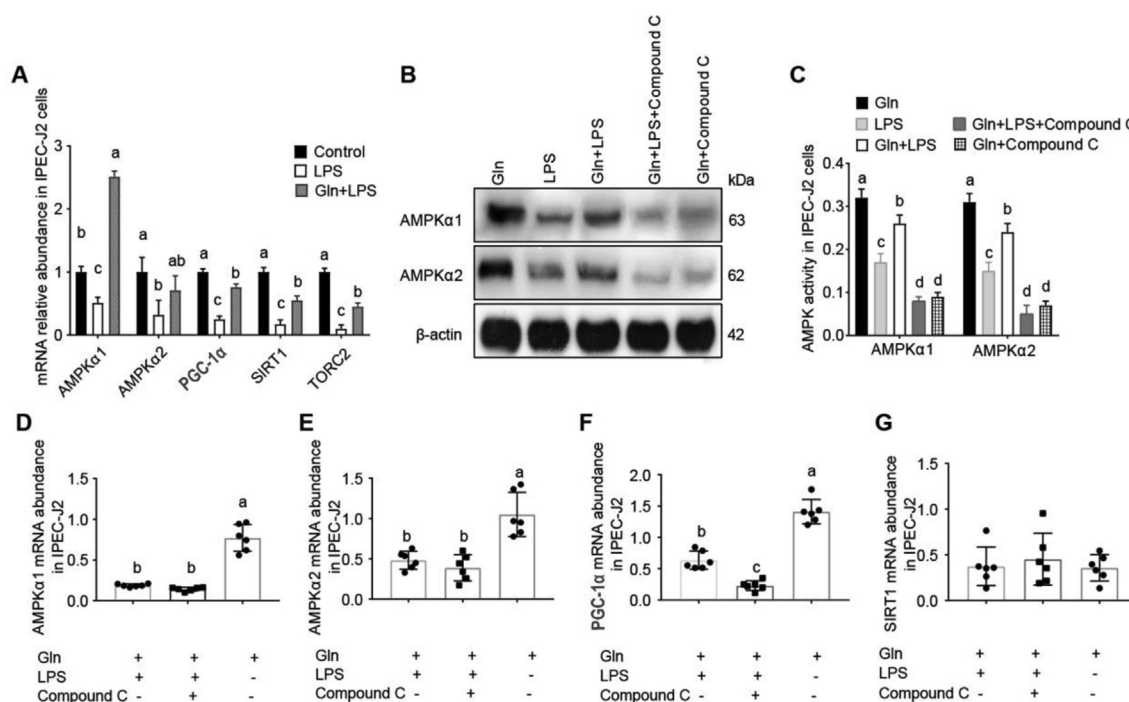 A
mRNA relative abundance in IPEC-J2 cells
3
2
1
0
Control
LPS
Gln+LPS
b
c
a
a
b
ab
a
c
b
a
c
b
a
c
b
AMPKα1
AMPKα2
PGC-1α
SIRT1
TORC2
B
Gln
LPS
Gln+LPS
Gln+LPS+Compound C
Gln+Compound C
kDa
AMPKα1
63
AMPKα2
62
β-actin
42
C
Gln
LPS
Gln+LPS
Gln+LPS+Compound C
Gln+Compound C
AMPK activity in IPEC-J2 cells
0.4
0.3
0.2
0.1
0.0
a
c
b
d
d
a
c
b
d
d
AMPKα1
AMPKα2
D
AMPKα1 mRNA abundance
in IPEC-J2
1.5
1.0
0.5
0.0
b
b
a
Gln + + +
LPS + + -
Compound C - + -
E
AMPKα2 mRNA abundance
in IPEC-J2
1.5
1.0
0.5
0.0
b
b
a
Gln + + +
LPS + + -
Compound C - + -
F
PGC-1α mRNA abundance
in IPEC-J2
2.0
1.5
1.0
0.5
0.0
b
c
a
Gln + + +
LPS + + -
Compound C - + -
G
SIRT1 mRNA abundance
in IPEC-J2
1.5
1.0
0.5
0.0
Gln + + +
LPS + + -
Compound C - + -